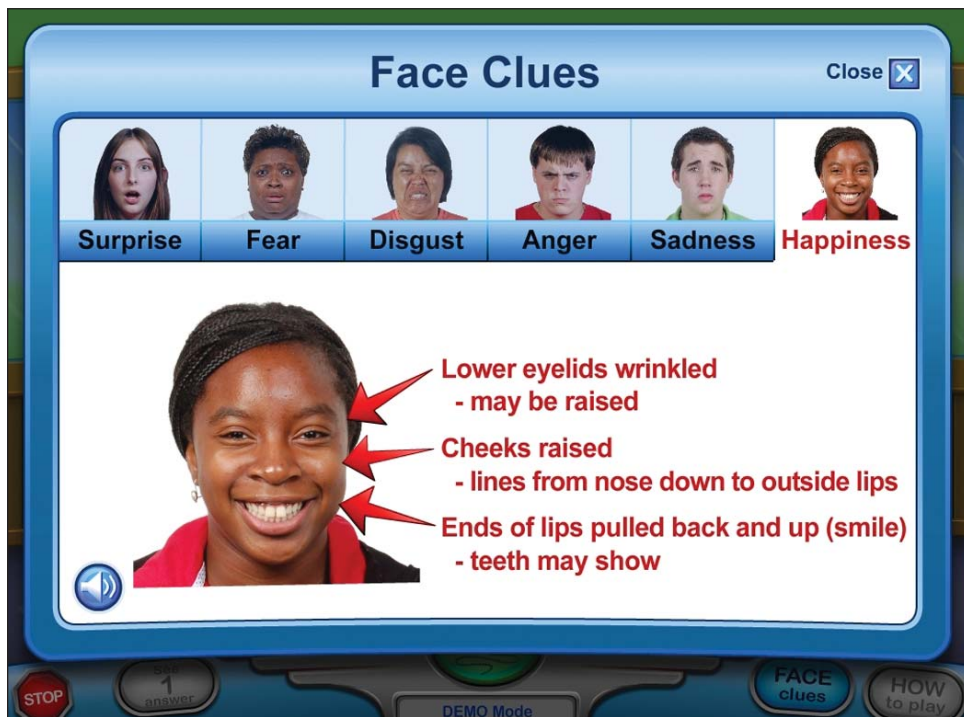 Face Clues
Close X
Surprise Fear Disgust Anger Sadness Happiness
Lower eyelids wrinkled
- may be raised
Cheeks raised
- lines from nose down to outside lips
Ends of lips pulled back and up (smile)
- teeth may show
STOP
See
1
answer
DEMO Mode
FACE
clues
HOW
to play